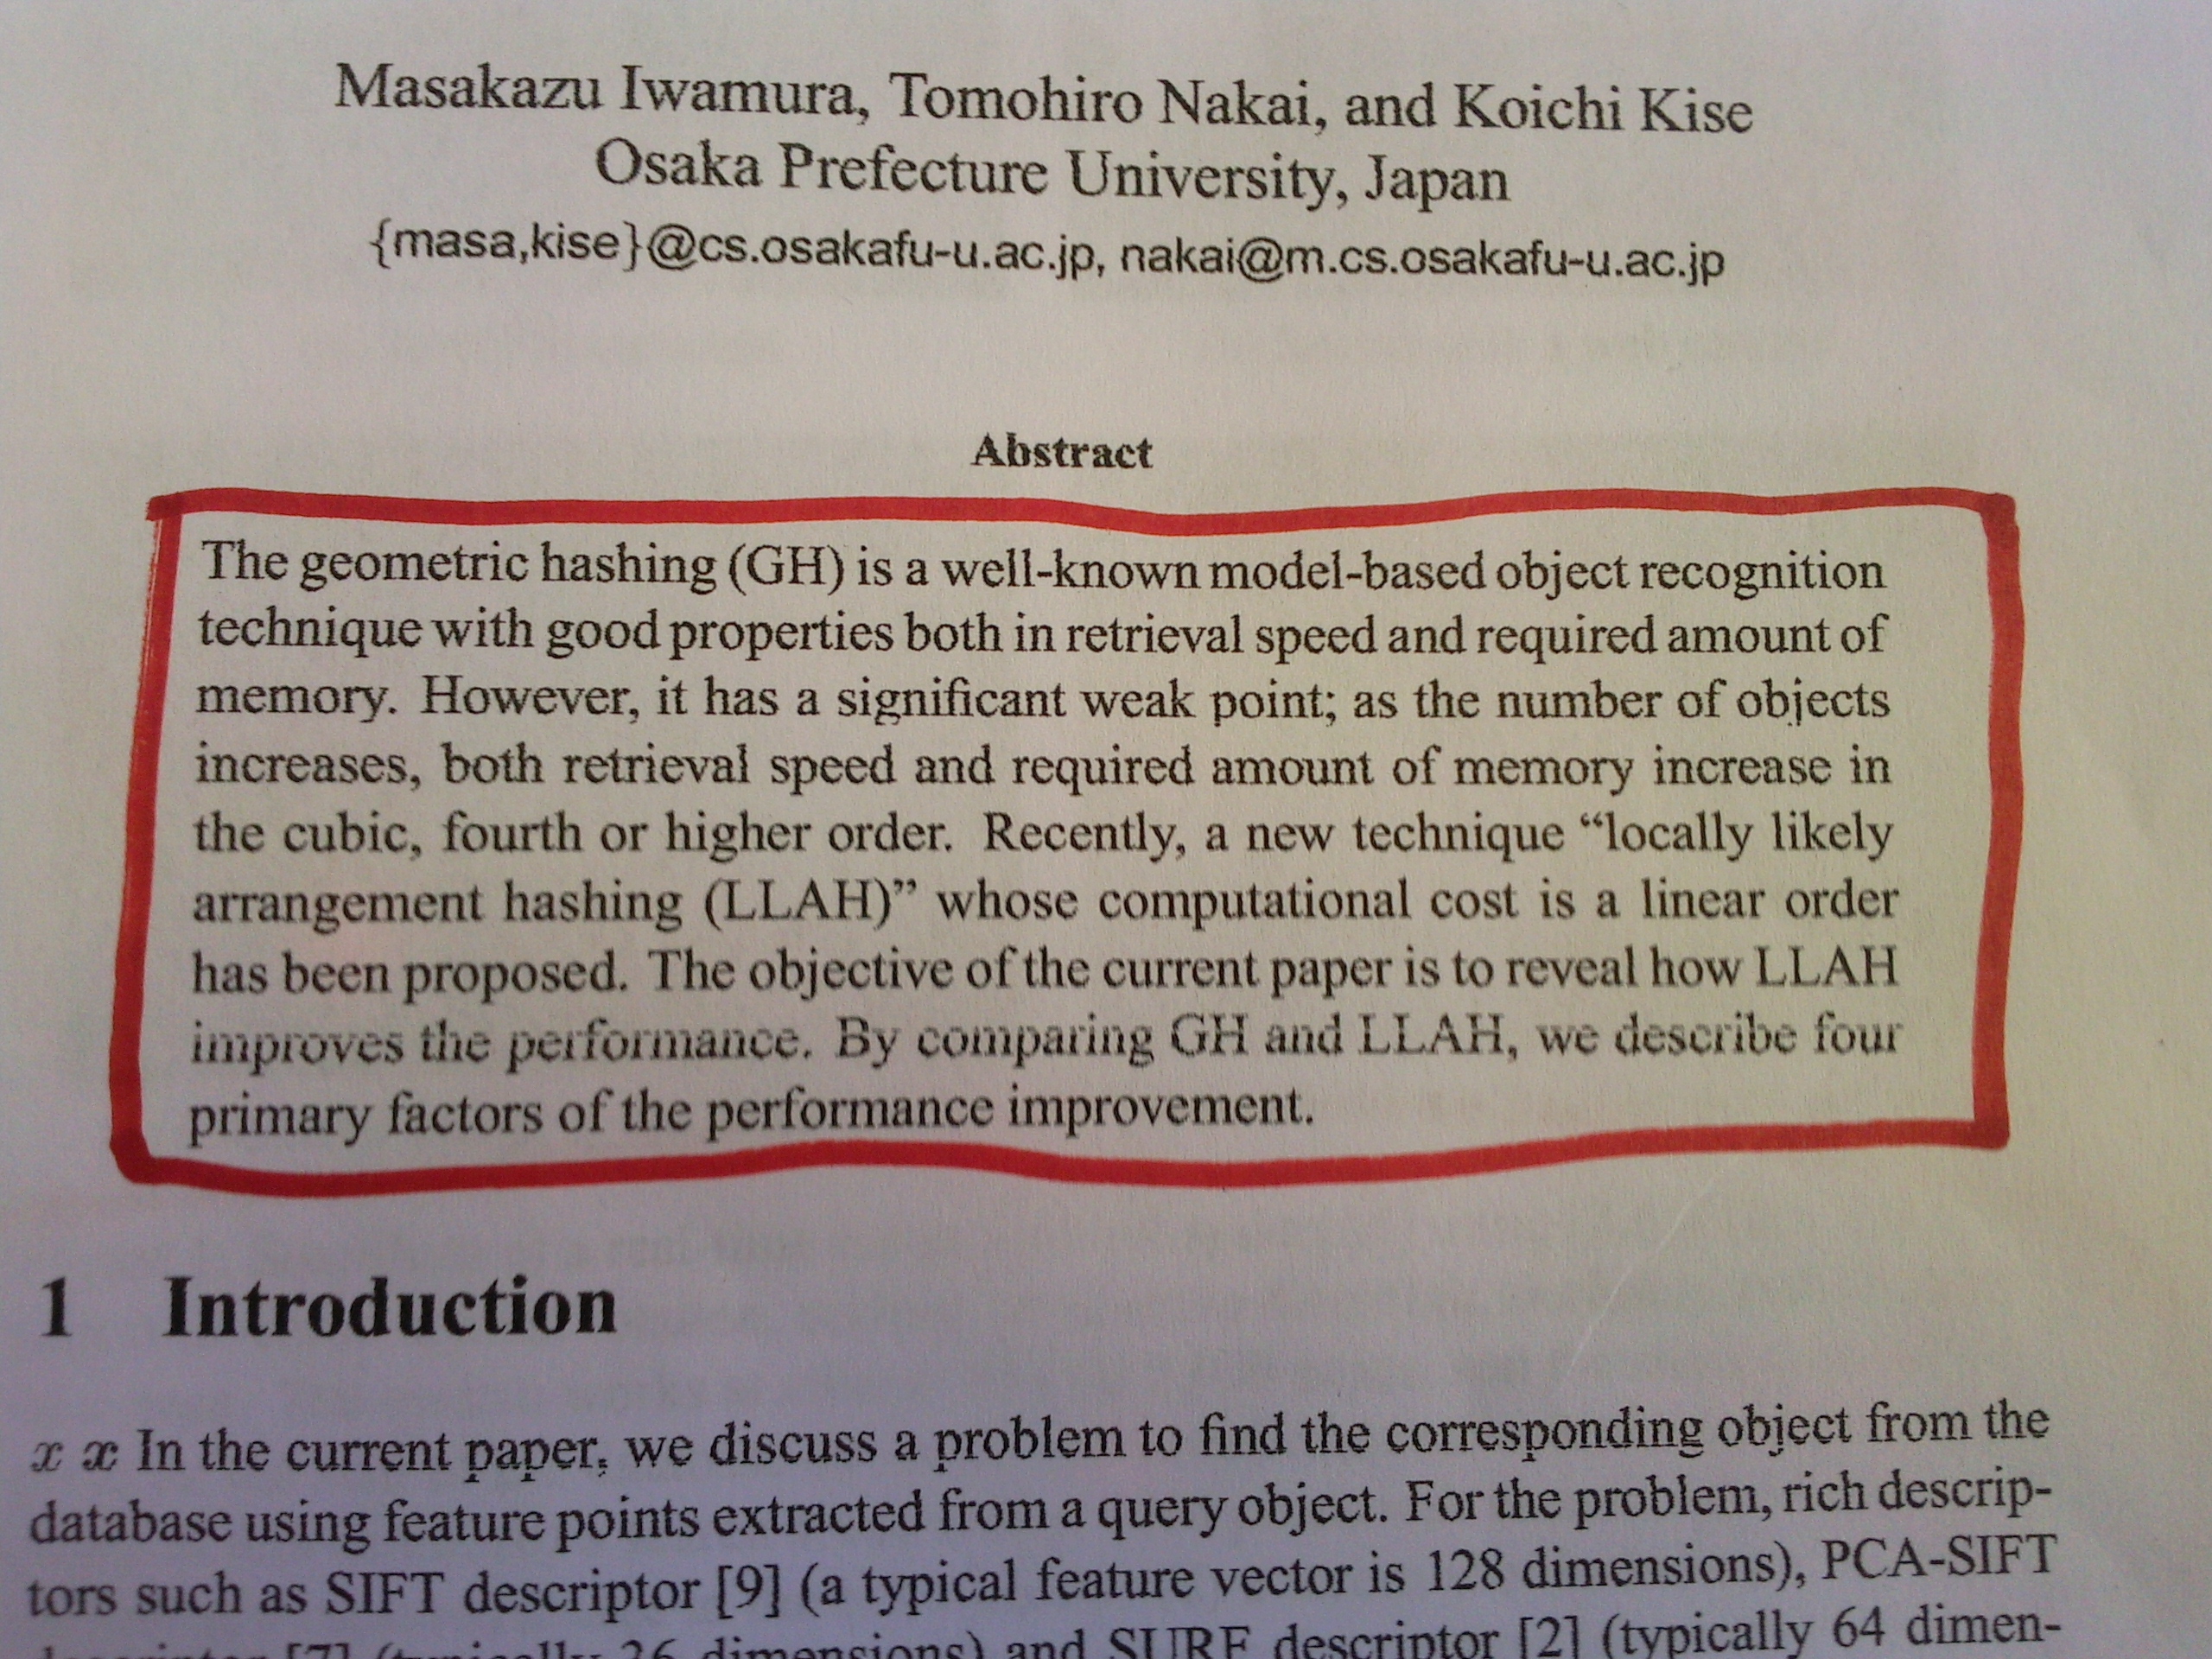 Masakazu Iwamura, Tomohiro Nakai, and Koichi Kise
Osaka Prefecture University, Japan
{masa,kise}@cs.osakafu-u.ac.jp, nakai@m.cs.osakafu-u.ac.jp
Abstract
The geometric hashing (GH) is a well-known model-based object recognition
technique with good properties both in retrieval speed and required amount of
memory. However, it has a significant weak point; as the number of objects
increases, both retrieval speed and required amount of memory increase in
the cubic, fourth or higher order. Recently, a new technique “locally likely
arrangement hashing (LLAH)” whose computational cost is a linear order
has been proposed. The objective of the current paper is to reveal how LLAH
improves the performance. By comparing GH and LLAH, we describe four
primary factors of the performance improvement.
1 Introduction
x x In the current paper, we discuss a problem to find the corresponding object from the
database using feature points extracted from a query object. For the problem, rich descrip-
tors such as SIFT descriptor [9] (a typical feature vector is 128 dimensions), PCA-SIFT
descriptor [7] (typically 36 dimensions) and SURF descriptor [2] (typically 64 dimen-